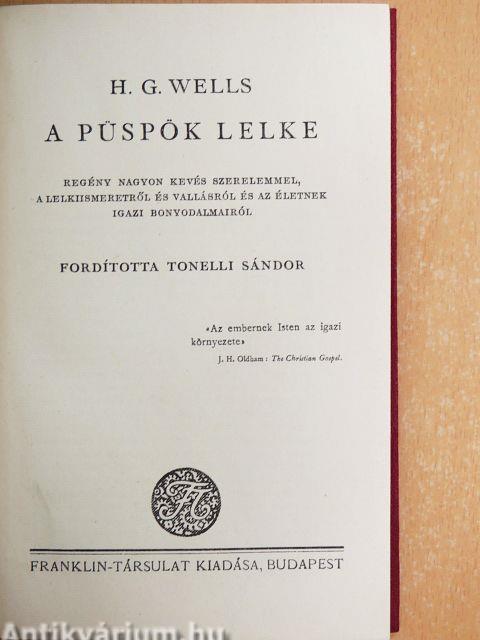 H. G. WELLS
A PÜSPÖK LELKE
REGÉNY NAGYON KEVÉS SZERELEMMEL,
A LELKIISMERETRŐL ÉS VALLÁSRÓL ÉS AZ ÉLETNEK
IGAZI BONYODALMAIRÓL
FORDÍTOTTA TONELLI SÁNDOR
«Az embernek Isten az igazi
környezete»
J. H. Oldham: The Christian Gospel.
FRANKLIN-TÁRSULAT KIADÁSA, BUDAPEST
Antikvárium.hu